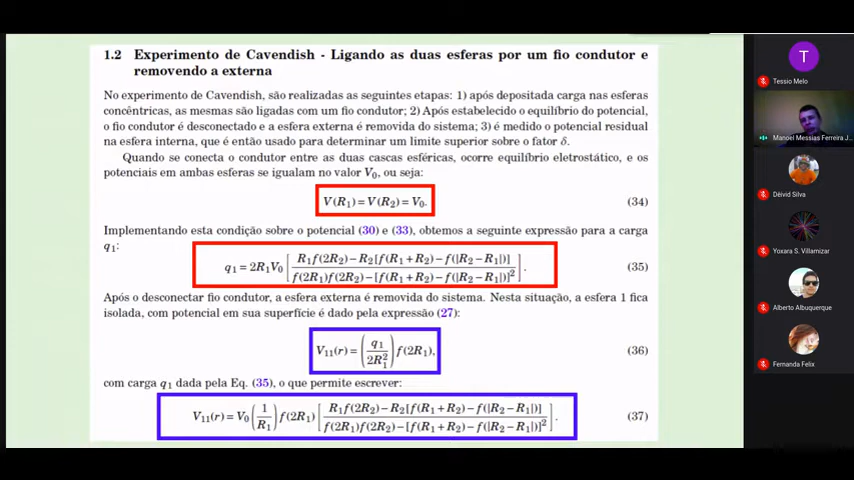 1.2 Experimento de Cavendish - Ligando as duas esferas por um fio condutor e
removendo a externa
No experimento de Cavendish, são realizadas as seguintes etapas: 1) após depositada carga nas esferas
concêntricas, as mesmas são ligadas com um fio condutor; 2) Após estabelecido o equilíbrio do potencial,
o fio condutor é desconectado e a esfera externa é removida do sistema; 3) é medido o potencial residual
na esfera interna, que é então usado para determinar um limite superior sobre o fator δ.
Quando se conecta o condutor entre as duas cascas esféricas, ocorre equilíbrio eletrostático, e os
potenciais em ambas esferas se igualam no valor V₀, ou seja:
V(R₁) = V(R₂) = V₀. (34)
Implementando esta condição sobre o potencial (30) e (33), obtemos a seguinte expressão para a carga
q₁:
q₁ = 2R₁V₀ [ R₁f(2R₂)−R₂[f(R₁+R₂)−f(|R₂−R₁|)] / f(2R₁)f(2R₂)−[f(R₁+R₂)−f(|R₂−R₁|)]² ]. (35)
Após o desconectar fio condutor, a esfera externa é removida do sistema. Nesta situação, a esfera 1 fica
isolada, com potencial em sua superfície é dado pela expressão (27):
V₁₁(r) = (q₁ / 2R₁²) f(2R₁), (36)
com carga q₁ dada pela Eq. (35), o que permite escrever:
V₁₁(r) = V₀ (1 / R₁) f(2R₁) [ R₁f(2R₂)−R₂[f(R₁+R₂)−f(|R₂−R₁|)] / f(2R₁)f(2R₂)−[f(R₁+R₂)−f(|R₂−R₁|)]² ]. (37)
T
Tessio Melo
Manoel Messias Ferreira J...
Déivid Silva
Yoxara S. Villamizar
Alberto Albuquerque
Fernanda Felix